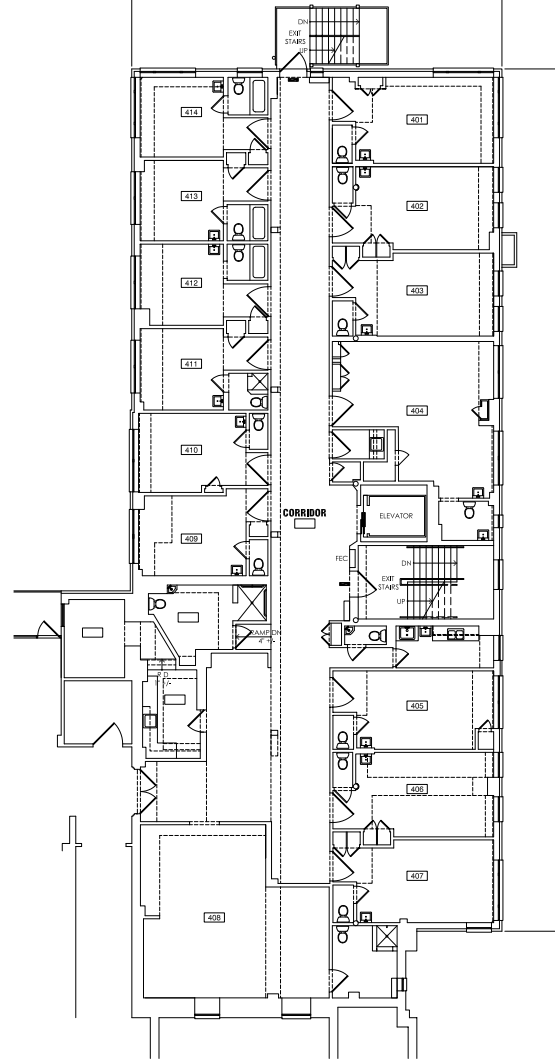 DN
EXIT
STAIRS
UP
414
401
413
402
412
403
411
404
410
CORRIDOR
ELEVATOR
409
FEC
DN
EXIT
STAIRS
UP
RAMP DN
4" +/-
405
406
407
408